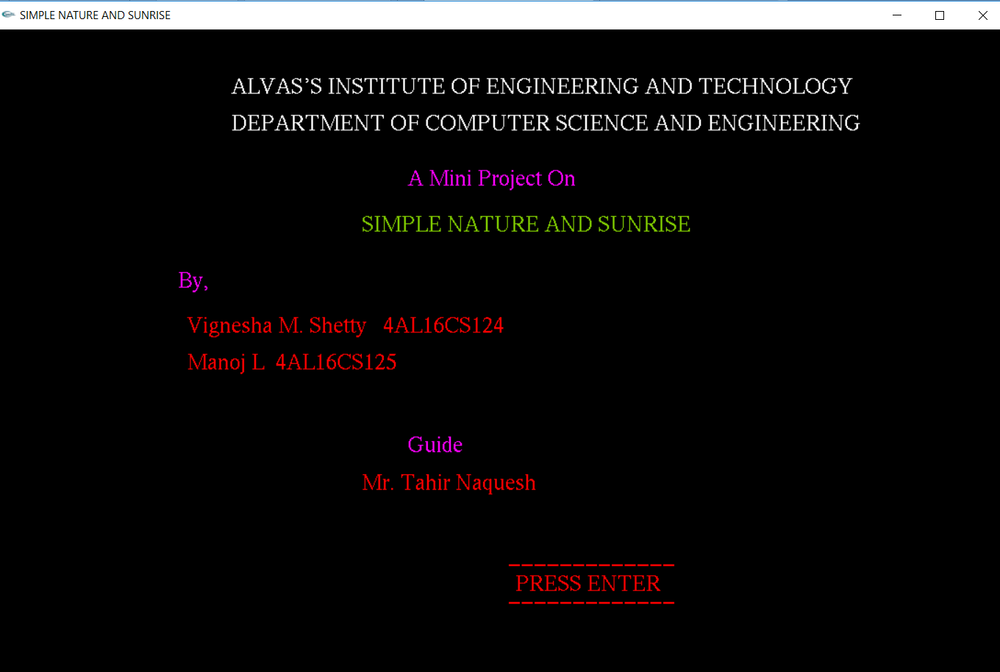 SIMPLE NATURE AND SUNRISE
ALVAS’S INSTITUTE OF ENGINEERING AND TECHNOLOGY
DEPARTMENT OF COMPUTER SCIENCE AND ENGINEERING
A Mini Project On
SIMPLE NATURE AND SUNRISE
By,
Vignesha M. Shetty 4AL16CS124
Manoj L 4AL16CS125
Guide
Mr. Tahir Naquesh
PRESS ENTER